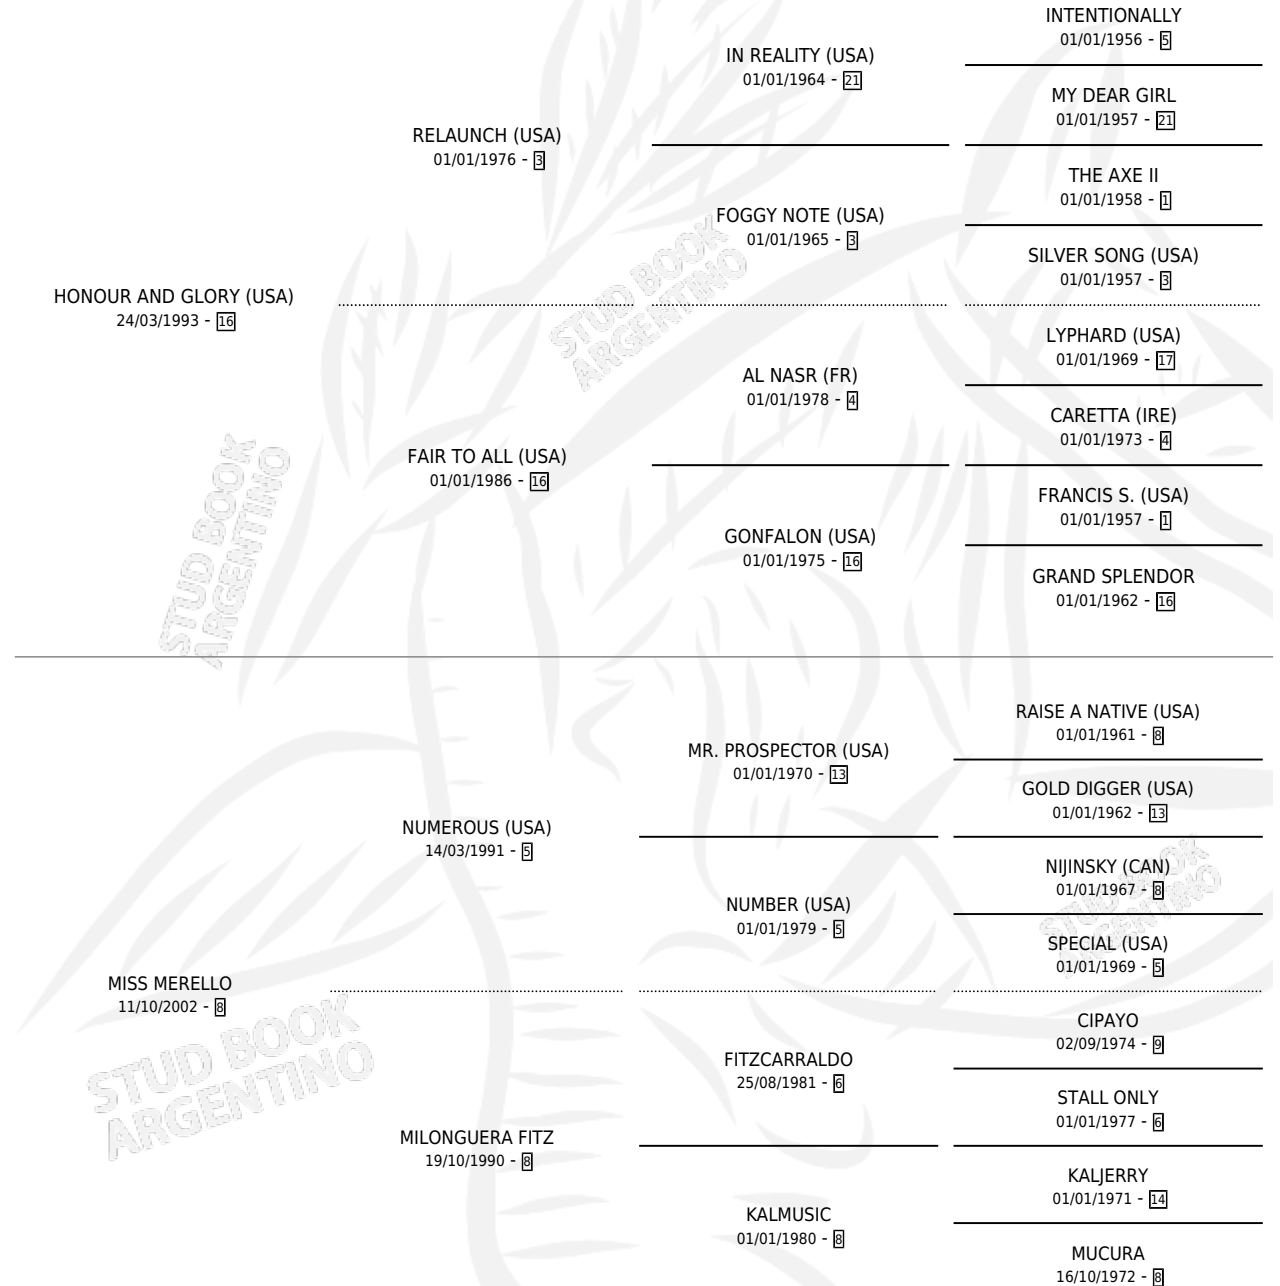 INTENTIONALLY
01/01/1956 - 5
IN REALITY (USA)
01/01/1964 - 21
MY DEAR GIRL
01/01/1957 - 21
RELAUNCH (USA)
01/01/1976 - 3
THE AXE II
01/01/1958 - 1
FOGGY NOTE (USA)
01/01/1965 - 3
SILVER SONG (USA)
01/01/1957 - 3
HONOUR AND GLORY (USA)
24/03/1993 - 16
LYPHARD (USA)
01/01/1969 - 17
AL NASR (FR)
01/01/1978 - 4
CARETTA (IRE)
01/01/1973 - 4
FAIR TO ALL (USA)
01/01/1986 - 16
FRANCIS S. (USA)
01/01/1957 - 1
GONFALON (USA)
01/01/1975 - 16
GRAND SPLENDOR
01/01/1962 - 16
RAISE A NATIVE (USA)
01/01/1961 - 8
MR. PROSPECTOR (USA)
01/01/1970 - 13
GOLD DIGGER (USA)
01/01/1962 - 13
NUMEROUS (USA)
14/03/1991 - 5
NIJINSKY (CAN)
01/01/1967 - 8
NUMBER (USA)
01/01/1979 - 5
SPECIAL (USA)
01/01/1969 - 5
MISS MERELLO
11/10/2002 - 8
CIPAYO
02/09/1974 - 9
FITZCARRALDO
25/08/1981 - 6
STALL ONLY
01/01/1977 - 6
MILONGUERA FITZ
19/10/1990 - 8
KALJERRY
01/01/1971 - 14
KALMUSIC
01/01/1980 - 8
MUCURA
16/10/1972 - 8
STUD BOOK
ARGENTINO
STUD BOOK
ARGENTINO
STUD BOOK
ARGENTINO
STUD BOOK
ARGENTINO